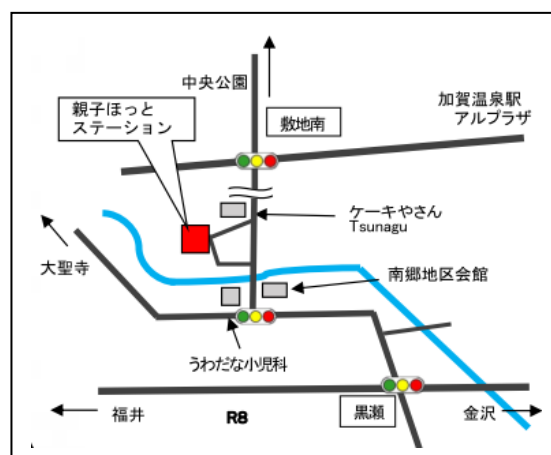 中央公園
親子ほっと
ステーション
敷地南
加賀温泉駅
アルプラザ
ケーキやさん
Tsunagu
大聖寺
南郷地区会館
うわだな小児科
福井
R8
黒瀬
金沢